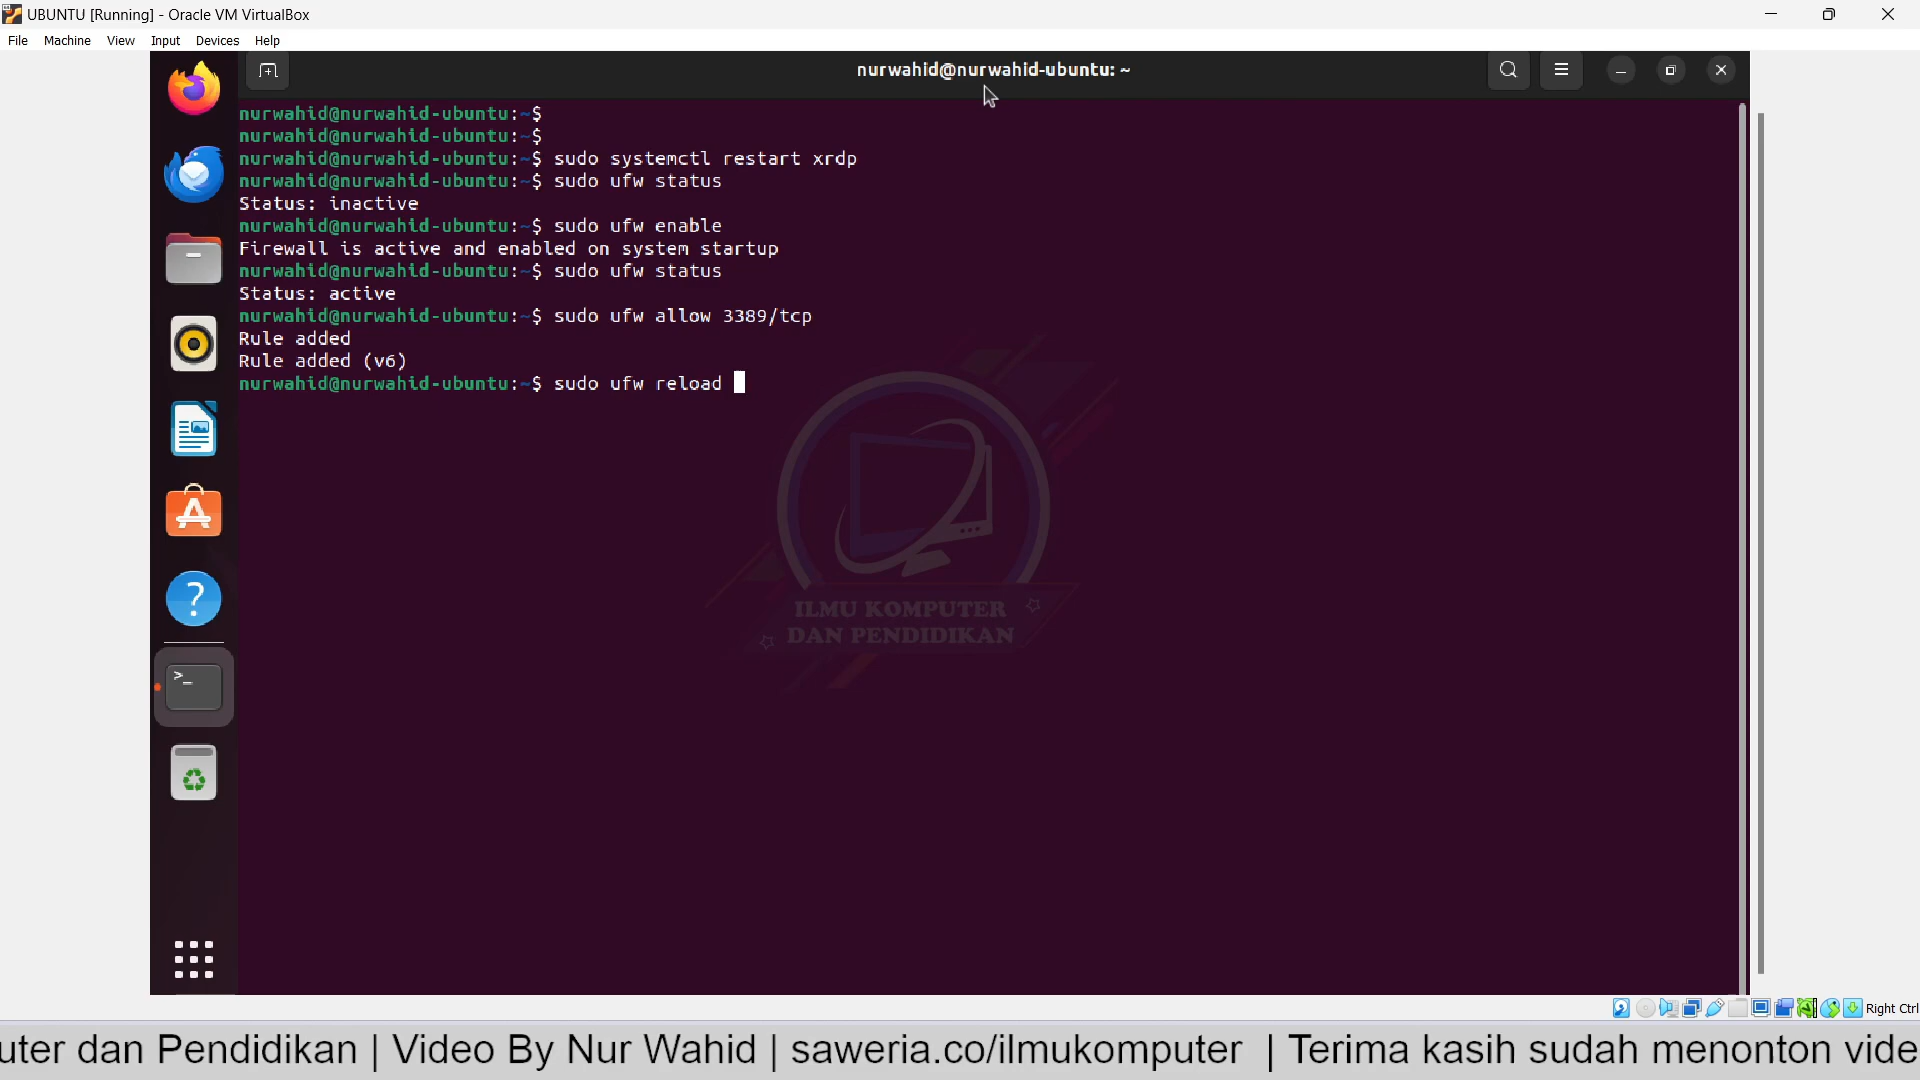 UBUNTU [Running] - Oracle VM VirtualBox
File Machine View Input Devices Help
nurwahid@nurwahid-ubuntu: ~
nurwahid@nurwahid-ubuntu:~$
nurwahid@nurwahid-ubuntu:~$
nurwahid@nurwahid-ubuntu:~$ sudo systemctl restart xrdp
nurwahid@nurwahid-ubuntu:~$ sudo ufw status
Status: inactive
nurwahid@nurwahid-ubuntu:~$ sudo ufw enable
Firewall is active and enabled on system startup
nurwahid@nurwahid-ubuntu:~$ sudo ufw status
Status: active
nurwahid@nurwahid-ubuntu:~$ sudo ufw allow 3389/tcp
Rule added
Rule added (v6)
nurwahid@nurwahid-ubuntu:~$ sudo ufw reload
ILMU KOMPUTER
DAN PENDIDIKAN
Right Ctrl
uter dan Pendidikan | Video By Nur Wahid | saweria.co/ilmukomputer | Terima kasih sudah menonton vide